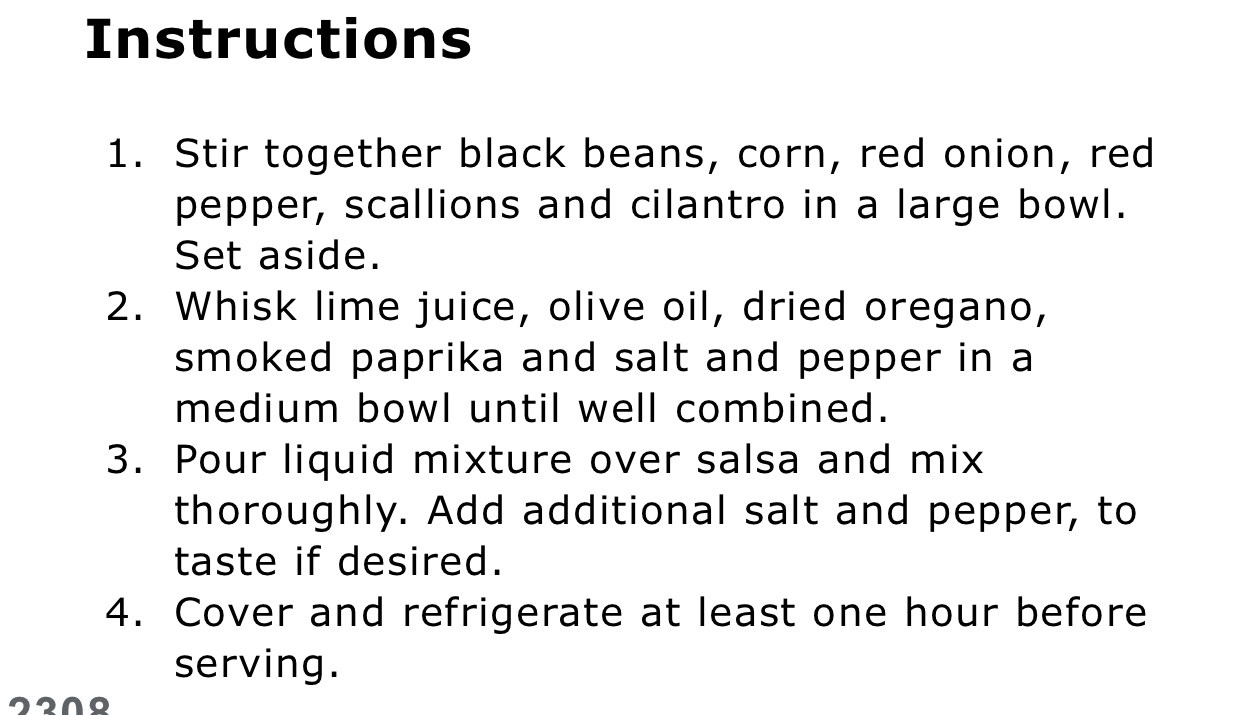 Instructions
1. Stir together black beans, corn, red onion, red
pepper, scallions and cilantro in a large bowl.
Set aside.
2. Whisk lime juice, olive oil, dried oregano,
smoked paprika and salt and pepper in a
medium bowl until well combined.
3. Pour liquid mixture over salsa and mix
thoroughly. Add additional salt and pepper, to
taste if desired.
4. Cover and refrigerate at least one hour before
serving.
2308